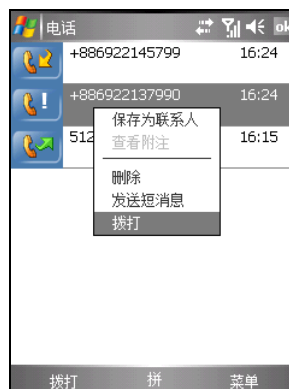 电话 ok
+886922145799 16:24
+886922137990 16:24
512 16:15
保存为联系人
查看附注
删除
发送短消息
拨打
拨打 拼 菜单